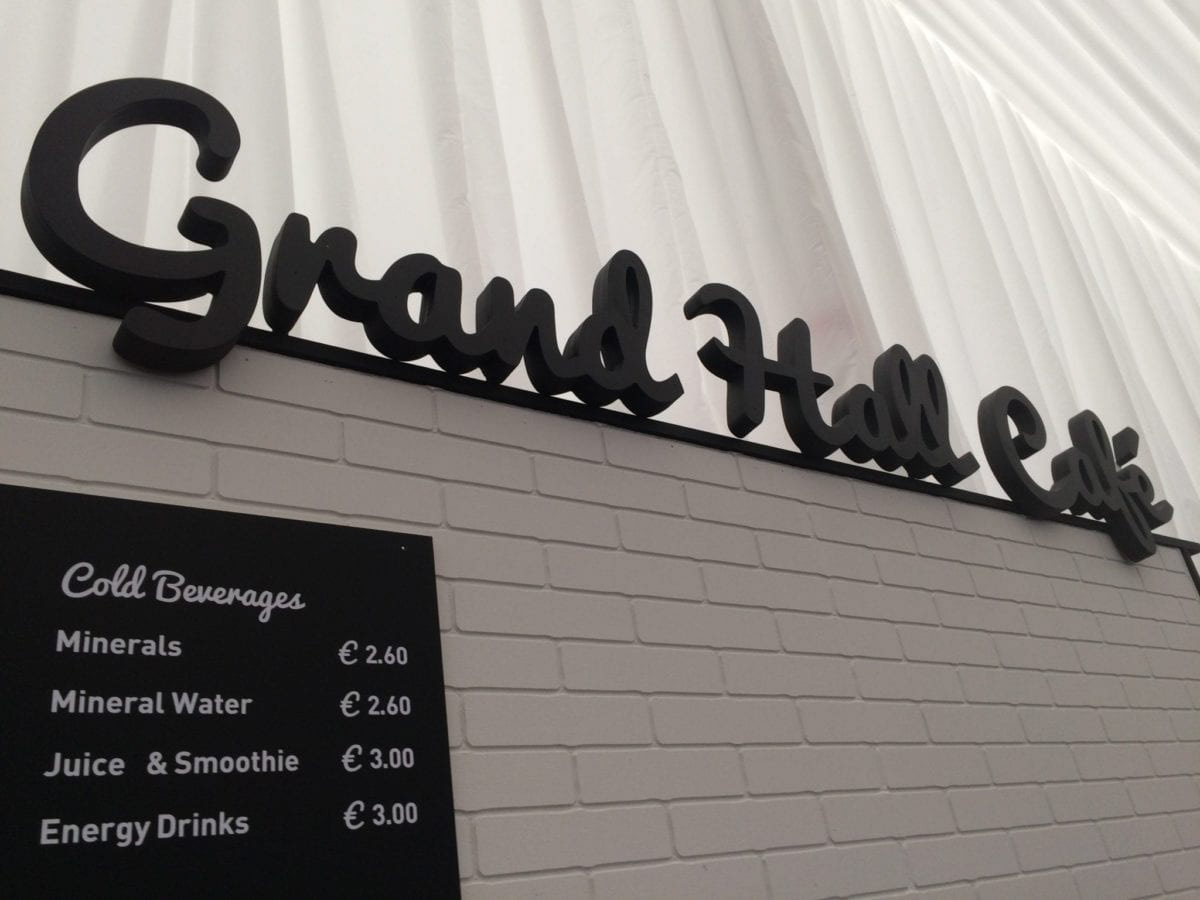 Grand Hall Café
Cold Beverages
Minerals € 2.60
Mineral Water € 2.60
Juice & Smoothie € 3.00
Energy Drinks € 3.00